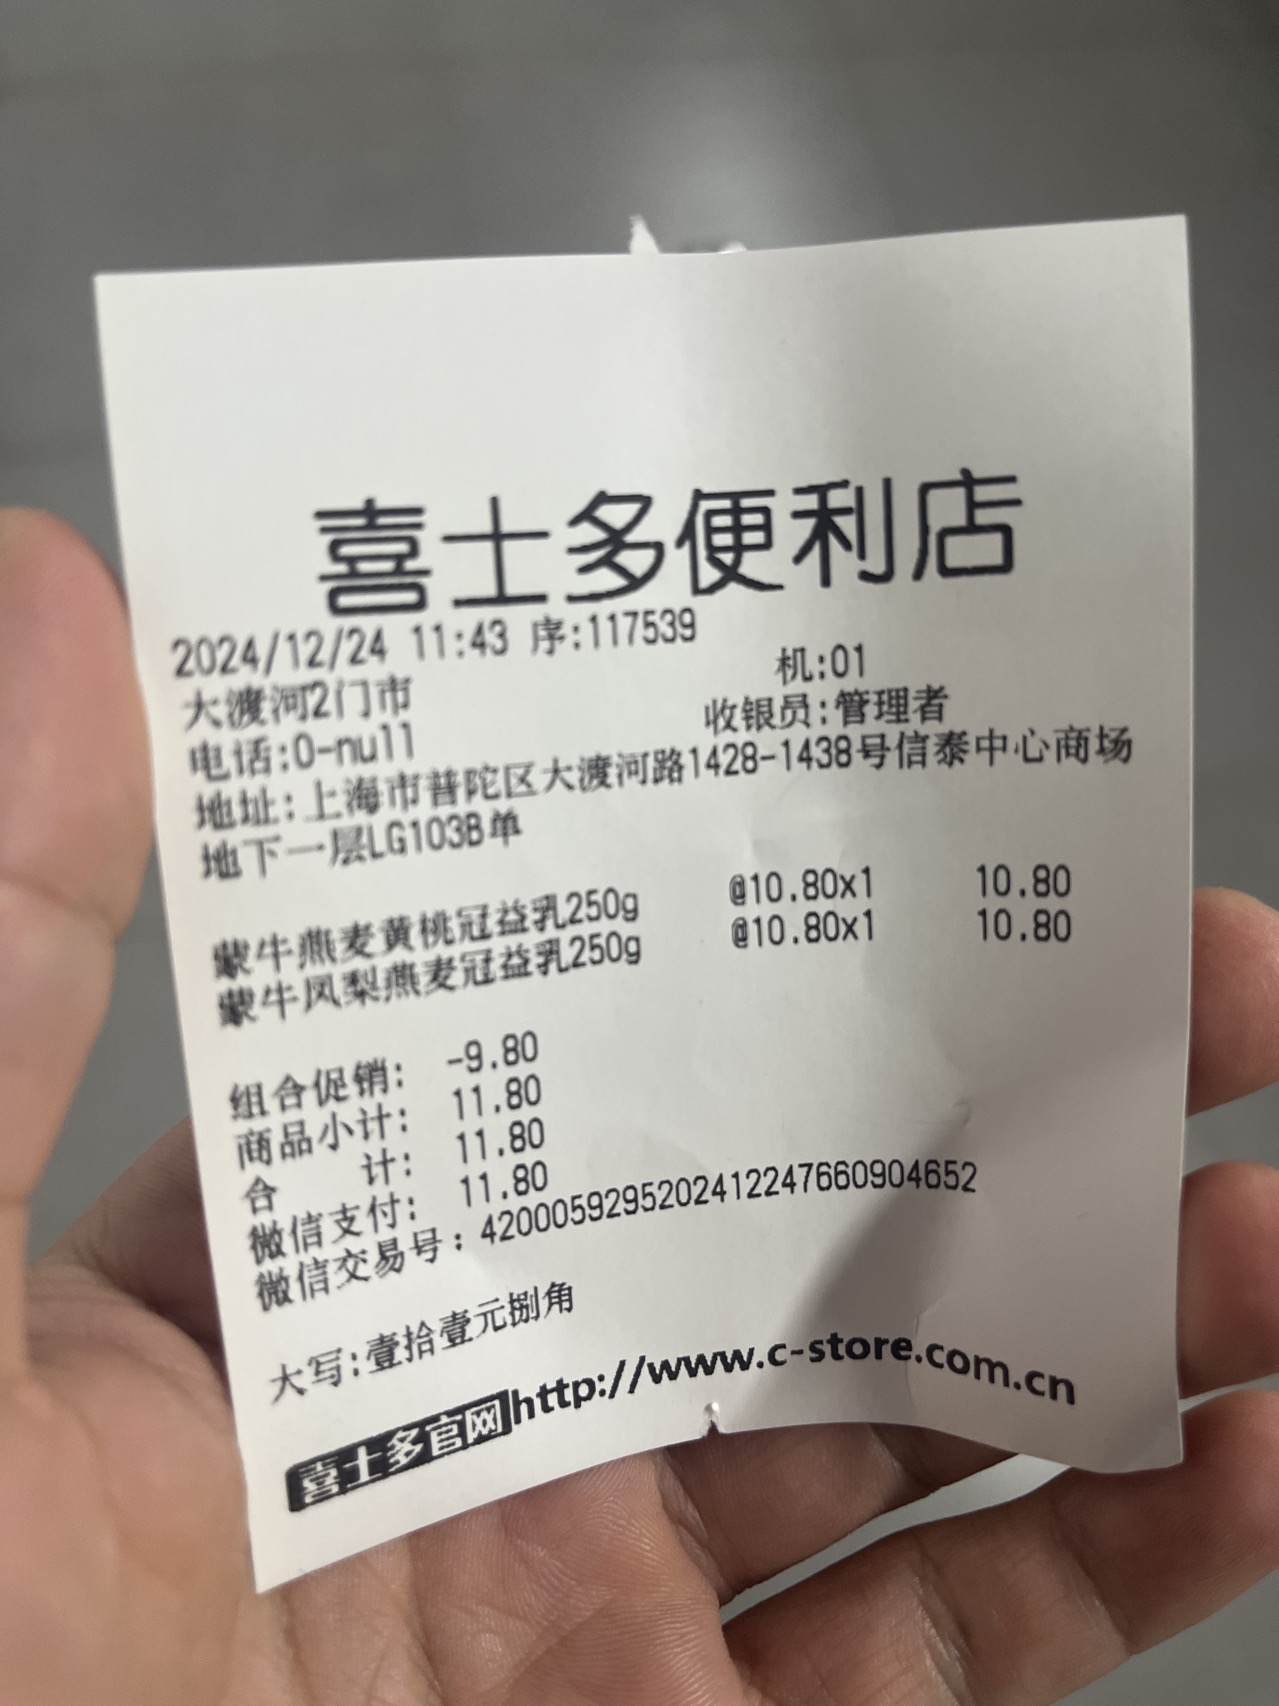 喜士多便利店
2024/12/24 11:43 序:117539
大渡河2门市 机:01
电话:0-null 收银员:管理者
地址:上海市普陀区大渡河路1428-1438号信泰中心商场
地下一层LG103B单
蒙牛燕麦黄桃冠益乳250g @10.80x1 10.80
蒙牛凤梨燕麦冠益乳250g @10.80x1 10.80
组合促销: -9.80
商品小计: 11.80
合 计: 11.80
微信支付: 11.80
微信交易号:4200059295202412247660904652
大写:壹拾壹元捌角
喜士多官网http://www.c-store.com.cn